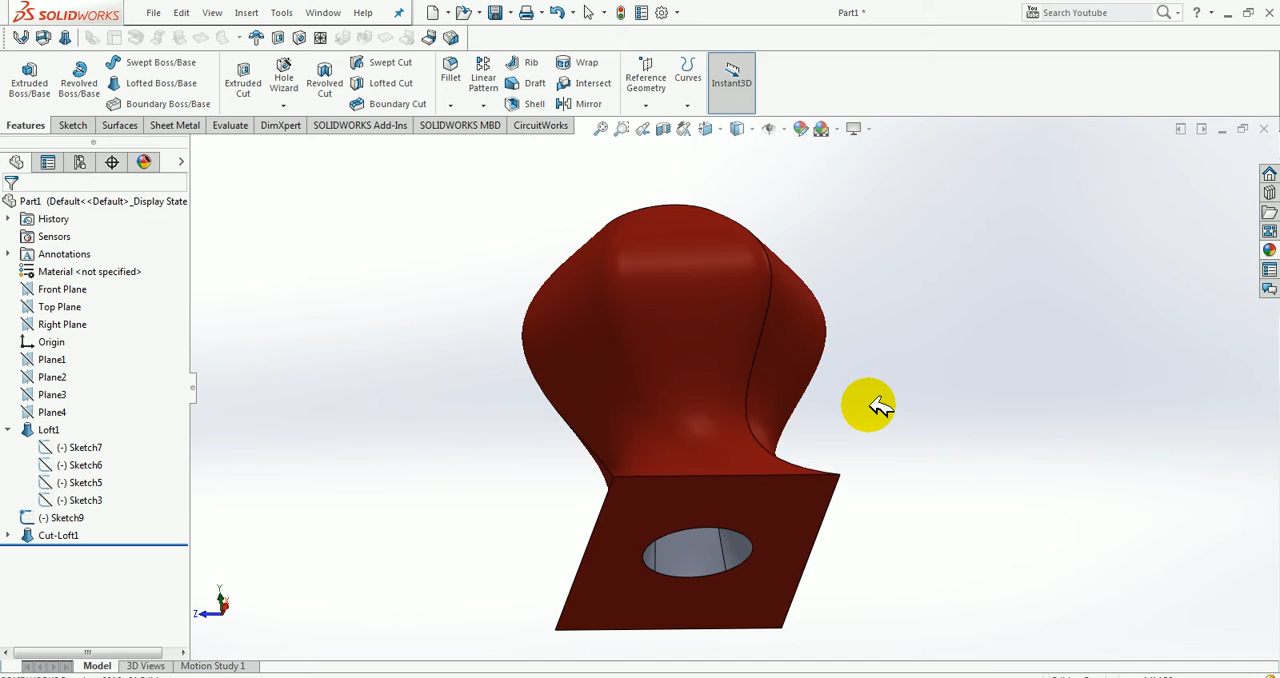 SOLIDWORKS File Edit View Insert Tools Window Help Part1 * Search Youtube ?
Extruded Boss/Base
Revolved Boss/Base
Swept Boss/Base
Lofted Boss/Base
Boundary Boss/Base
Extruded Cut
Hole Wizard
Revolved Cut
Swept Cut
Lofted Cut
Boundary Cut
Fillet
Linear Pattern
Rib
Draft
Shell
Wrap
Intersect
Mirror
Reference Geometry
Curves
Instant3D
Features Sketch Surfaces Sheet Metal Evaluate DimXpert SOLIDWORKS Add-Ins SOLIDWORKS MBD CircuitWorks
Part1 (Default<<Default>_Display State
History
Sensors
Annotations
Material <not specified>
Front Plane
Top Plane
Right Plane
Origin
Plane1
Plane2
Plane3
Plane4
Loft1
(-) Sketch7
(-) Sketch6
(-) Sketch5
(-) Sketch3
(-) Sketch9
Cut-Loft1
Y
Z
Model 3D Views Motion Study 1